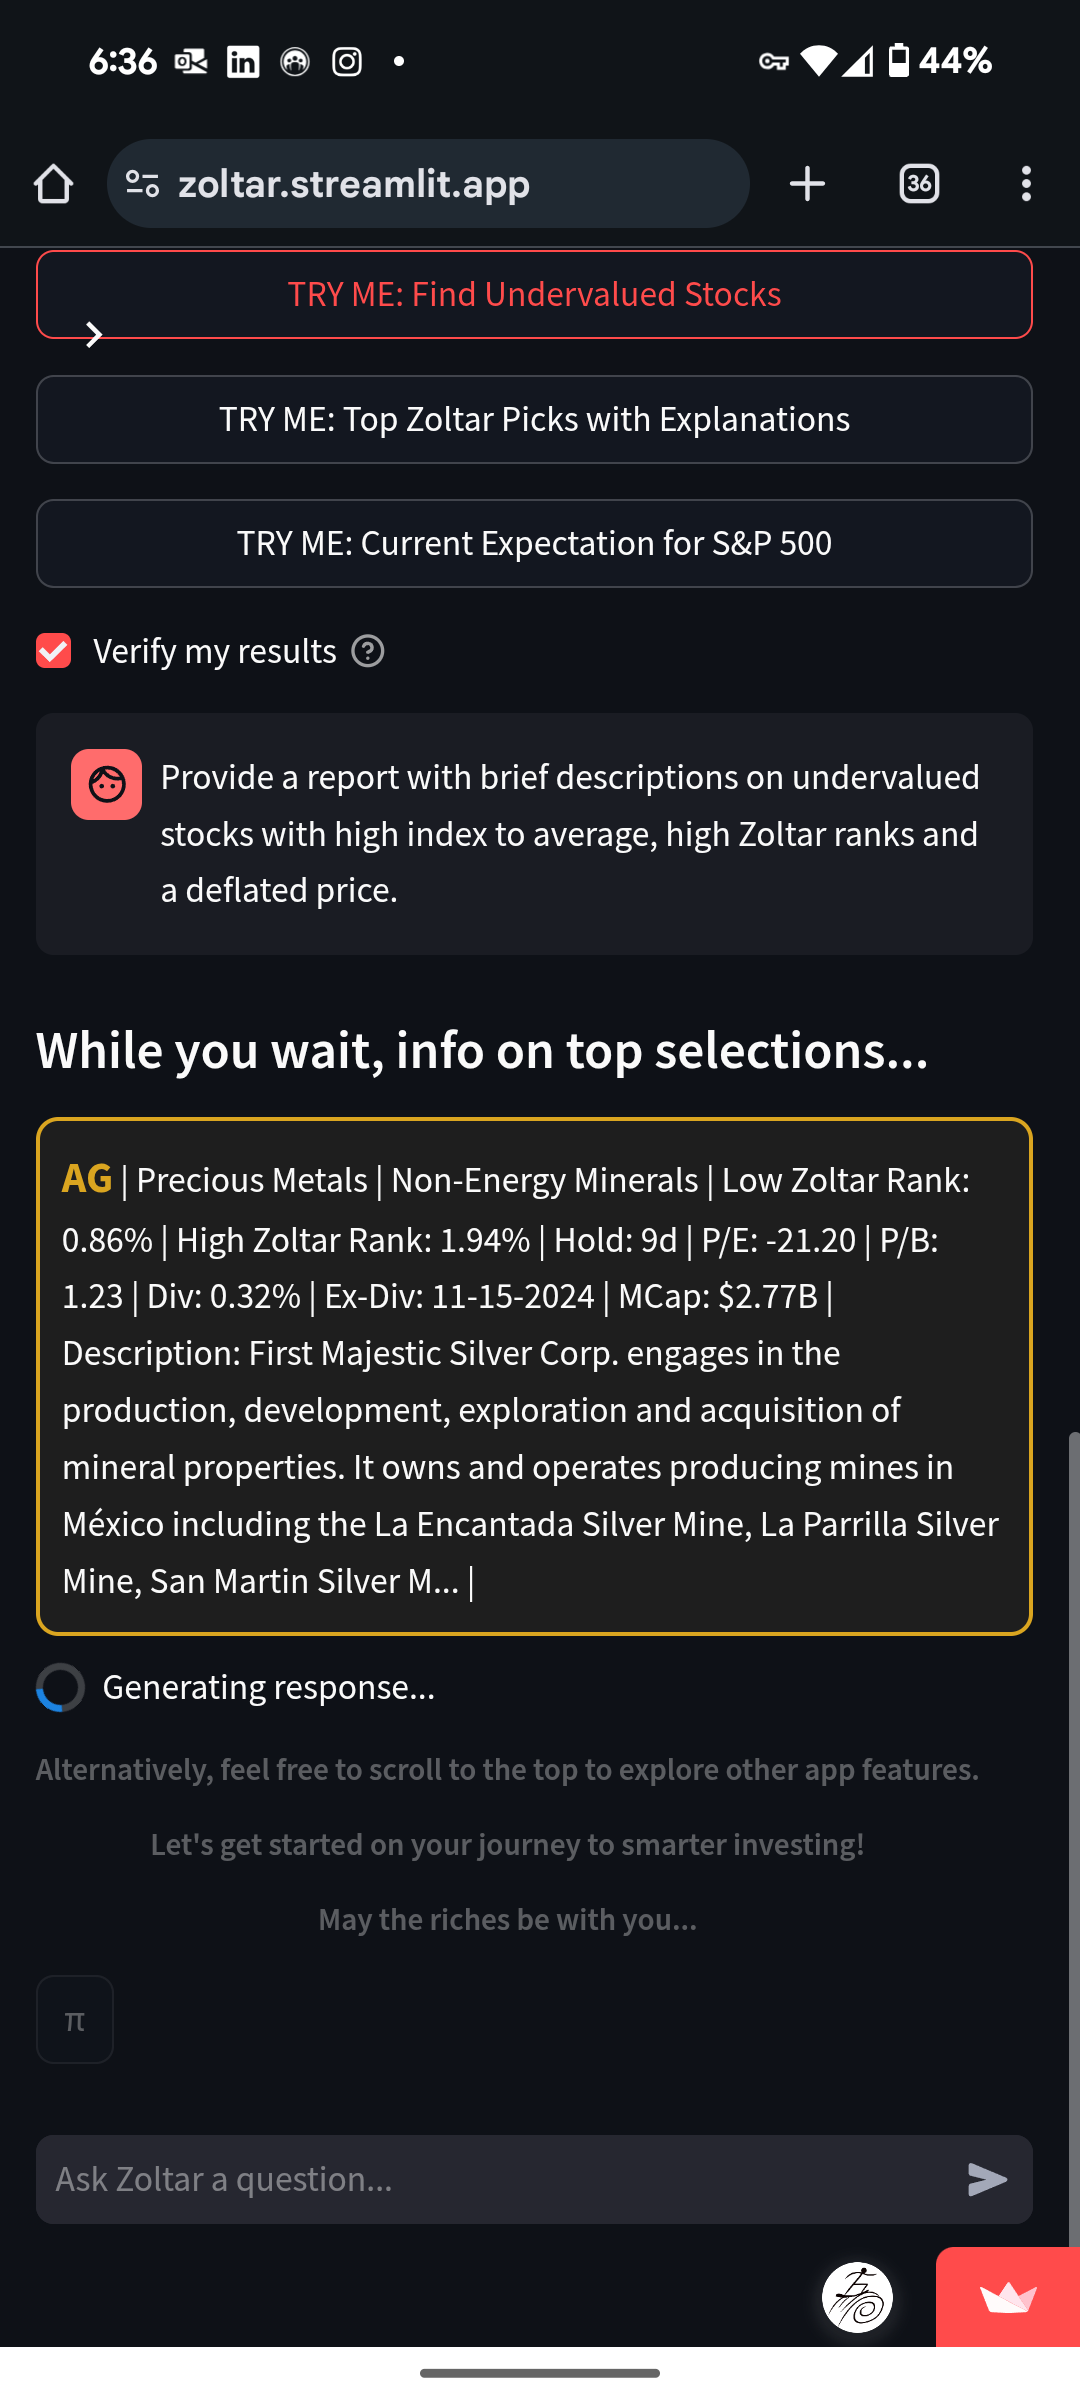 6:36
44%
zoltar.streamlit.app
36
TRY ME: Find Undervalued Stocks
TRY ME: Top Zoltar Picks with Explanations
TRY ME: Current Expectation for S&P 500
Verify my results
Provide a report with brief descriptions on undervalued
stocks with high index to average, high Zoltar ranks and
a deflated price.
While you wait, info on top selections...
AG | Precious Metals | Non-Energy Minerals | Low Zoltar Rank:
0.86% | High Zoltar Rank: 1.94% | Hold: 9d | P/E: -21.20 | P/B:
1.23 | Div: 0.32% | Ex-Div: 11-15-2024 | MCap: $2.77B |
Description: First Majestic Silver Corp. engages in the
production, development, exploration and acquisition of
mineral properties. It owns and operates producing mines in
México including the La Encantada Silver Mine, La Parrilla Silver
Mine, San Martin Silver M... |
Generating response...
Alternatively, feel free to scroll to the top to explore other app features.
Let's get started on your journey to smarter investing!
May the riches be with you...
π
Ask Zoltar a question...